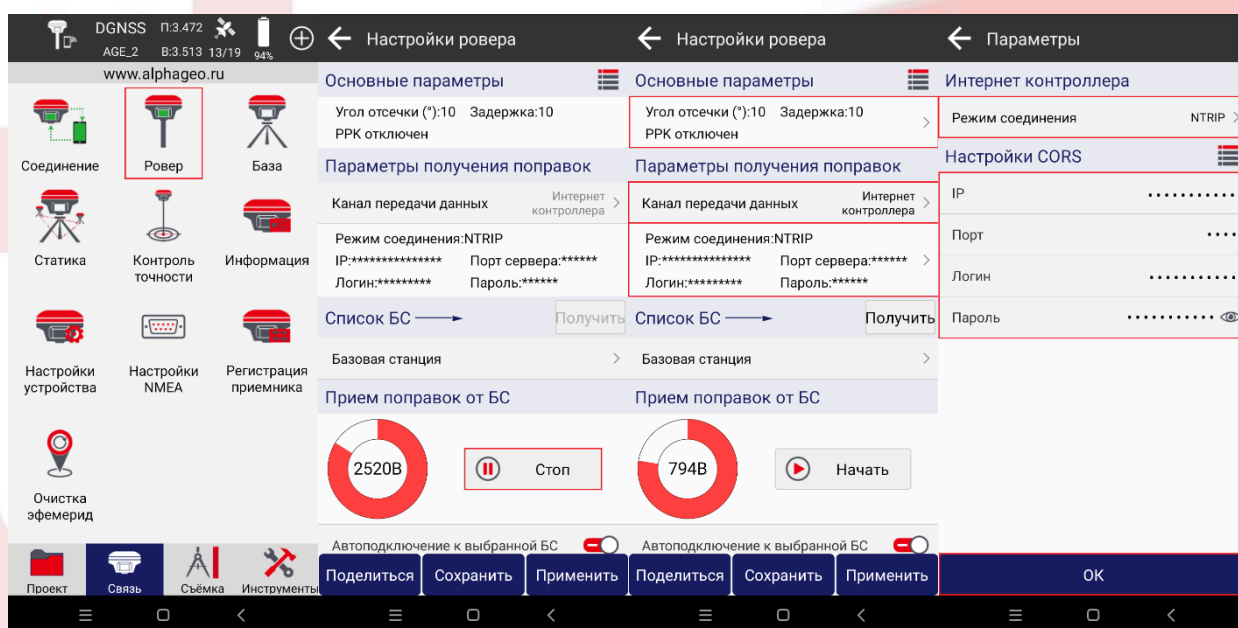 DGNSS П:3.472
AGE_2 В:3.513 13/19 94%
www.alphageo.ru
Соединение Ровер База
Статика Контроль точности Информация
Настройки устройства Настройки NMEA Регистрация приемника
Очистка эфемерид
Проект Связь Съёмка Инструменты
Настройки ровера
Основные параметры
Угол отсечки (°):10 Задержка:10
PPK отключен
Параметры получения поправок
Канал передачи данных Интернет контроллера
Режим соединения:NTRIP
IP:*************** Порт сервера:******
Логин:********* Пароль:******
Список БС Получить
Базовая станция
Прием поправок от БС
2520B Стоп
Автоподключение к выбранной БС
Поделиться Сохранить Применить
Настройки ровера
Основные параметры
Угол отсечки (°):10 Задержка:10
PPK отключен
Параметры получения поправок
Канал передачи данных Интернет контроллера
Режим соединения:NTRIP
IP:*************** Порт сервера:******
Логин:********* Пароль:******
Список БС Получить
Базовая станция
Прием поправок от БС
794B Начать
Автоподключение к выбранной БС
Поделиться Сохранить Применить
Параметры
Интернет контроллера
Режим соединения NTRIP
Настройки CORS
IP ···········
Порт ····
Логин ···········
Пароль ···········
ОК